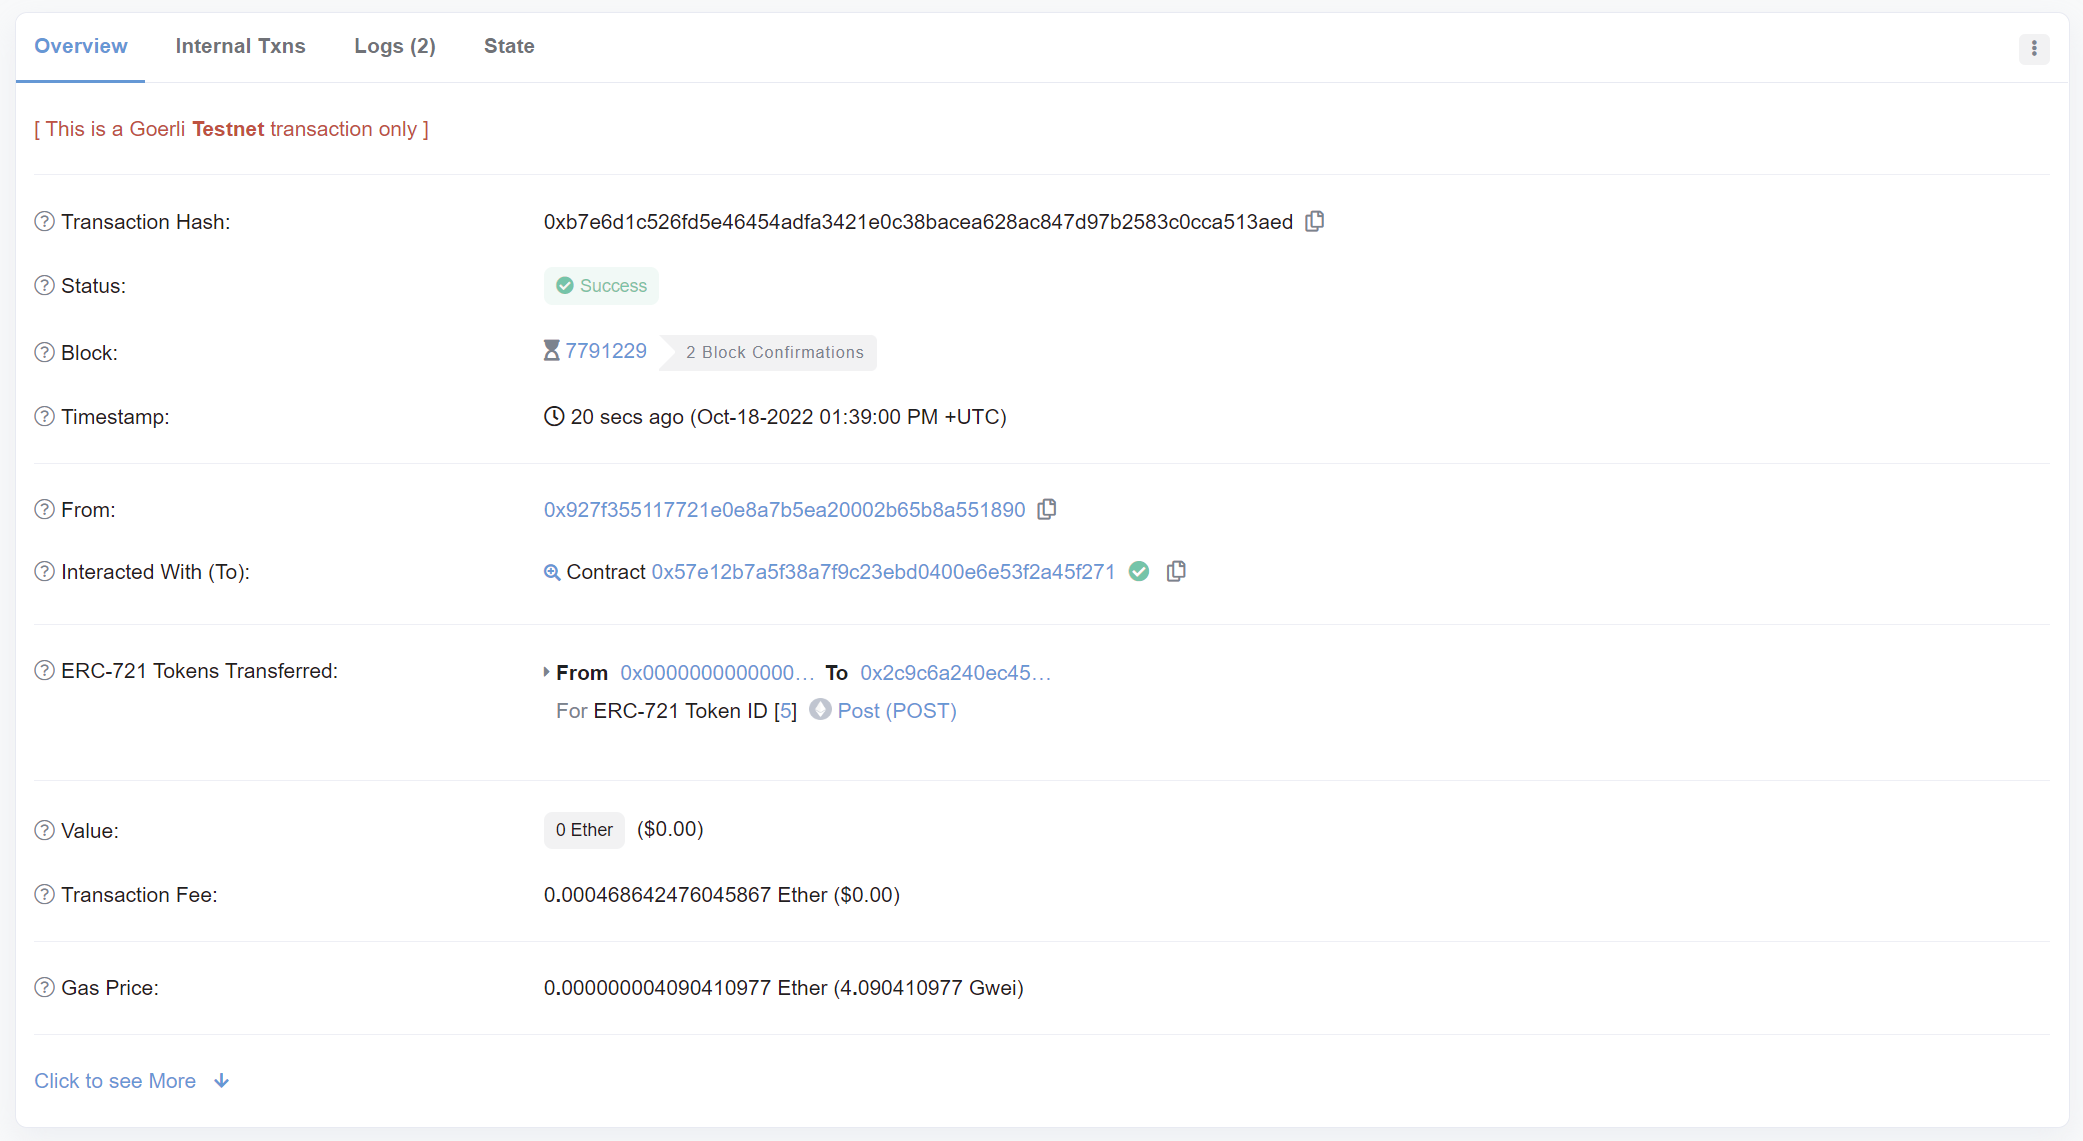 Overview Internal Txns Logs (2) State
[ This is a Goerli Testnet transaction only ]
Transaction Hash: 0xb7e6d1c526fd5e46454adfa3421e0c38bacea628ac847d97b2583c0cca513aed
Status: Success
Block: 7791229 2 Block Confirmations
Timestamp: 20 secs ago (Oct-18-2022 01:39:00 PM +UTC)
From: 0x927f355117721e0e8a7b5ea20002b65b8a551890
Interacted With (To): Contract 0x57e12b7a5f38a7f9c23ebd0400e6e53f2a45f271
ERC-721 Tokens Transferred: From 0x0000000000000... To 0x2c9c6a240ec45...
For ERC-721 Token ID [5] Post (POST)
Value: 0 Ether ($0.00)
Transaction Fee: 0.000468642476045867 Ether ($0.00)
Gas Price: 0.000000004090410977 Ether (4.090410977 Gwei)
Click to see More